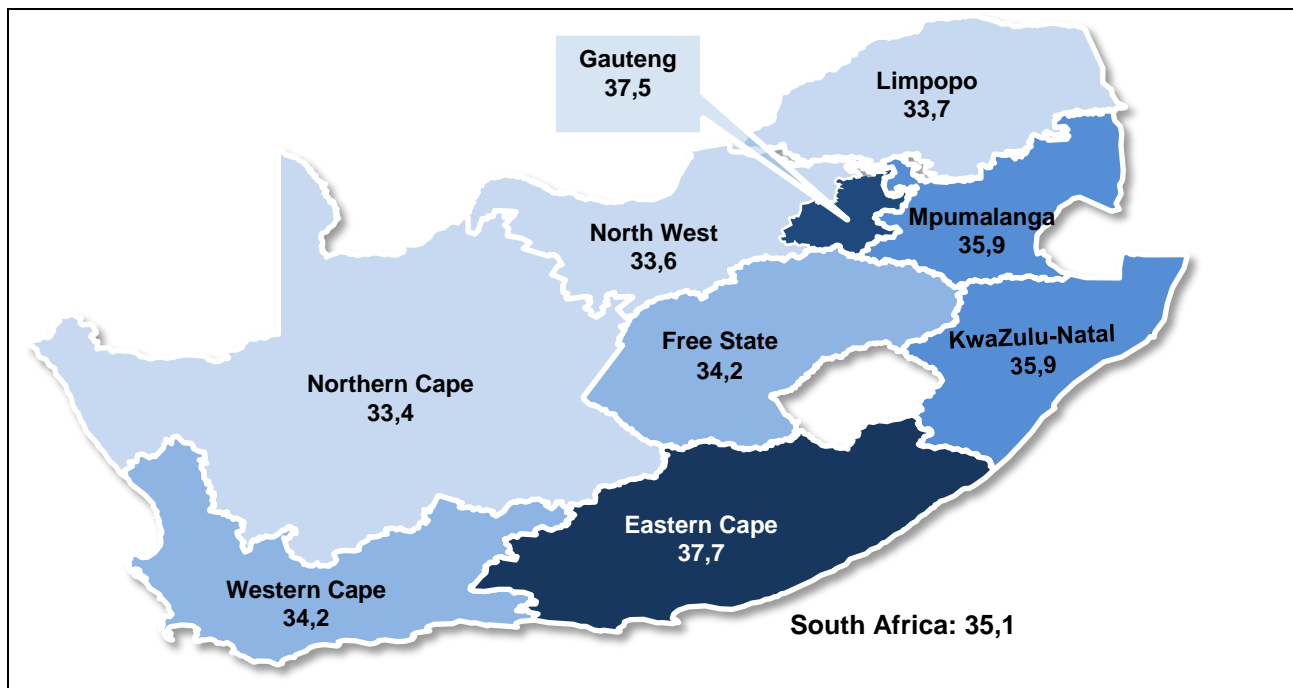 Gauteng
37,5
Limpopo
33,7
Mpumalanga
35,9
North West
33,6
Free State
34,2
KwaZulu-Natal
35,9
Northern Cape
33,4
Eastern Cape
37,7
Western Cape
34,2
South Africa: 35,1